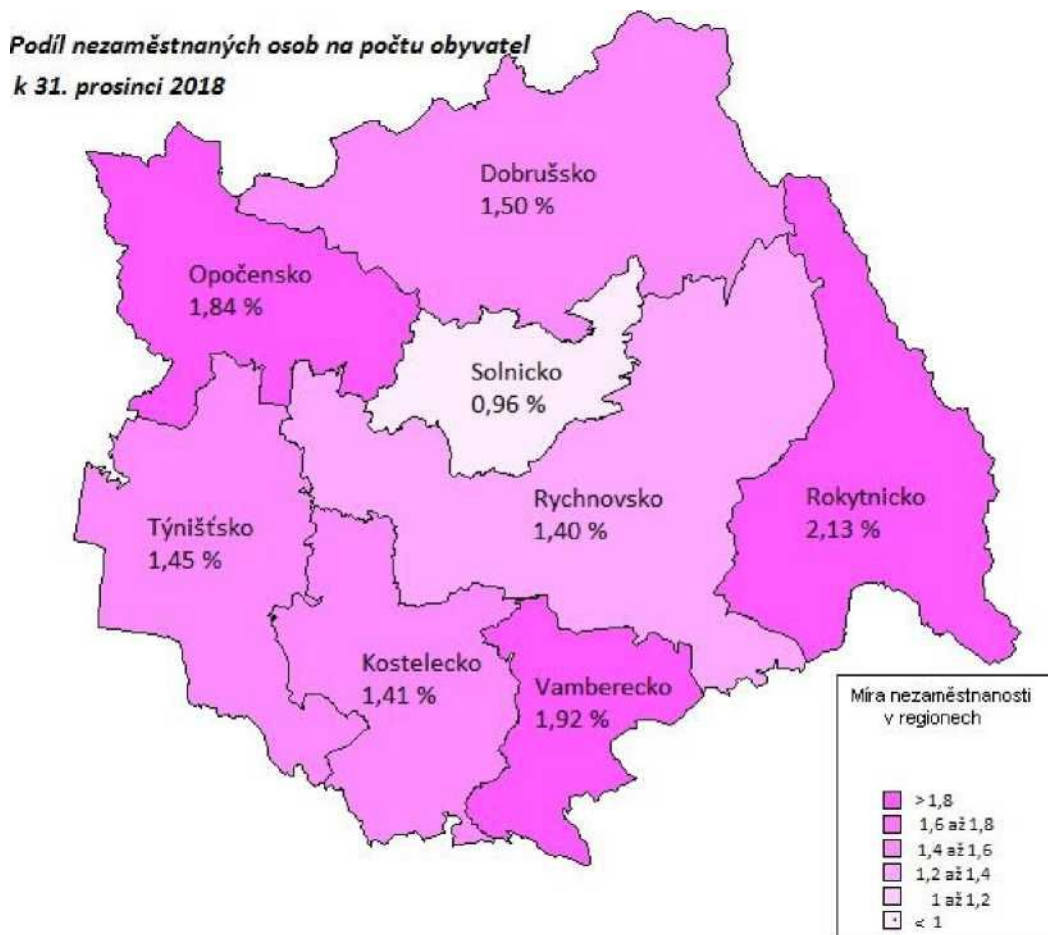 Podíl nezaměstnaných osob na počtu obyvatel
k 31. prosinci 2018
Dobrušsko
1,50 %
Opočensko
1,84 %
Solnicko
0,96 %
Rychnovsko
1,40 %
Rokytnicko
2,13 %
Týnišťsko
1,45 %
Kostelecko
1,41 %
Vamberecko
1,92 %
Míra nezaměstnanosti
v regionech
> 1,8
1,6 až 1,8
1,4 až 1,6
1,2 až 1,4
1 až 1,2
< 1